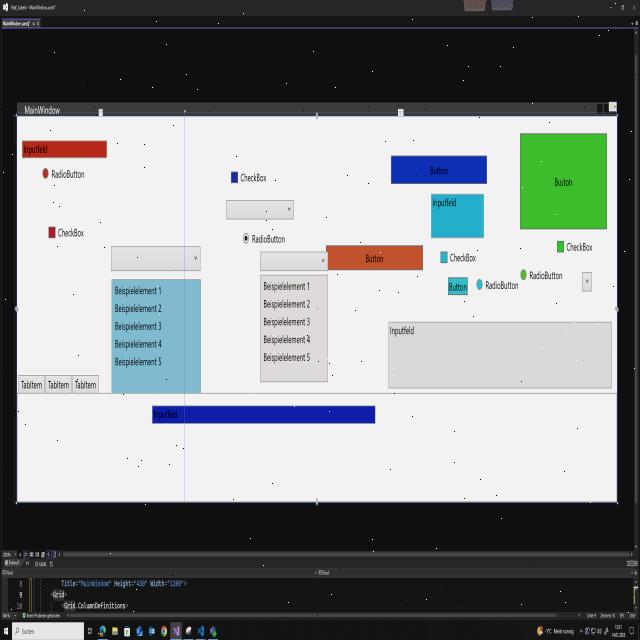 MainWindow.xaml*
MainWindow
Inputfeld
RadioButton
CheckBox
CheckBox
RadioButton
Button
Inputfeld
Button
Button
CheckBox
CheckBox
RadioButton
Button
RadioButton
Beispielelement 1
Beispielelement 2
Beispielelement 3
Beispielelement 4
Beispielelement 5
Beispielelement 1
Beispielelement 2
Beispielelement 3
Beispielelement 4
Beispielelement 5
Inputfeld
TabItem TabItem TabItem
Inputfeld
8 Title="MainWindow" Height="450" Width="1200">
9 <Grid>
10 <Grid.ColumnDefinitions>
Suchen